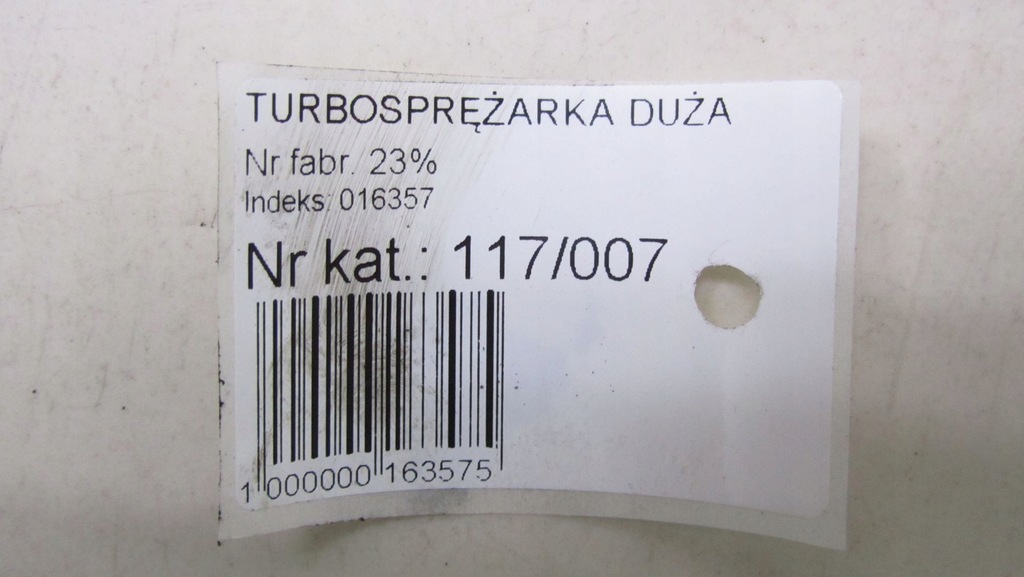 TURBOSPRĘŻARKA DUŻA
Nr fabr. 23%
Indeks: 016357
Nr kat.: 117/007
1 000000 163575